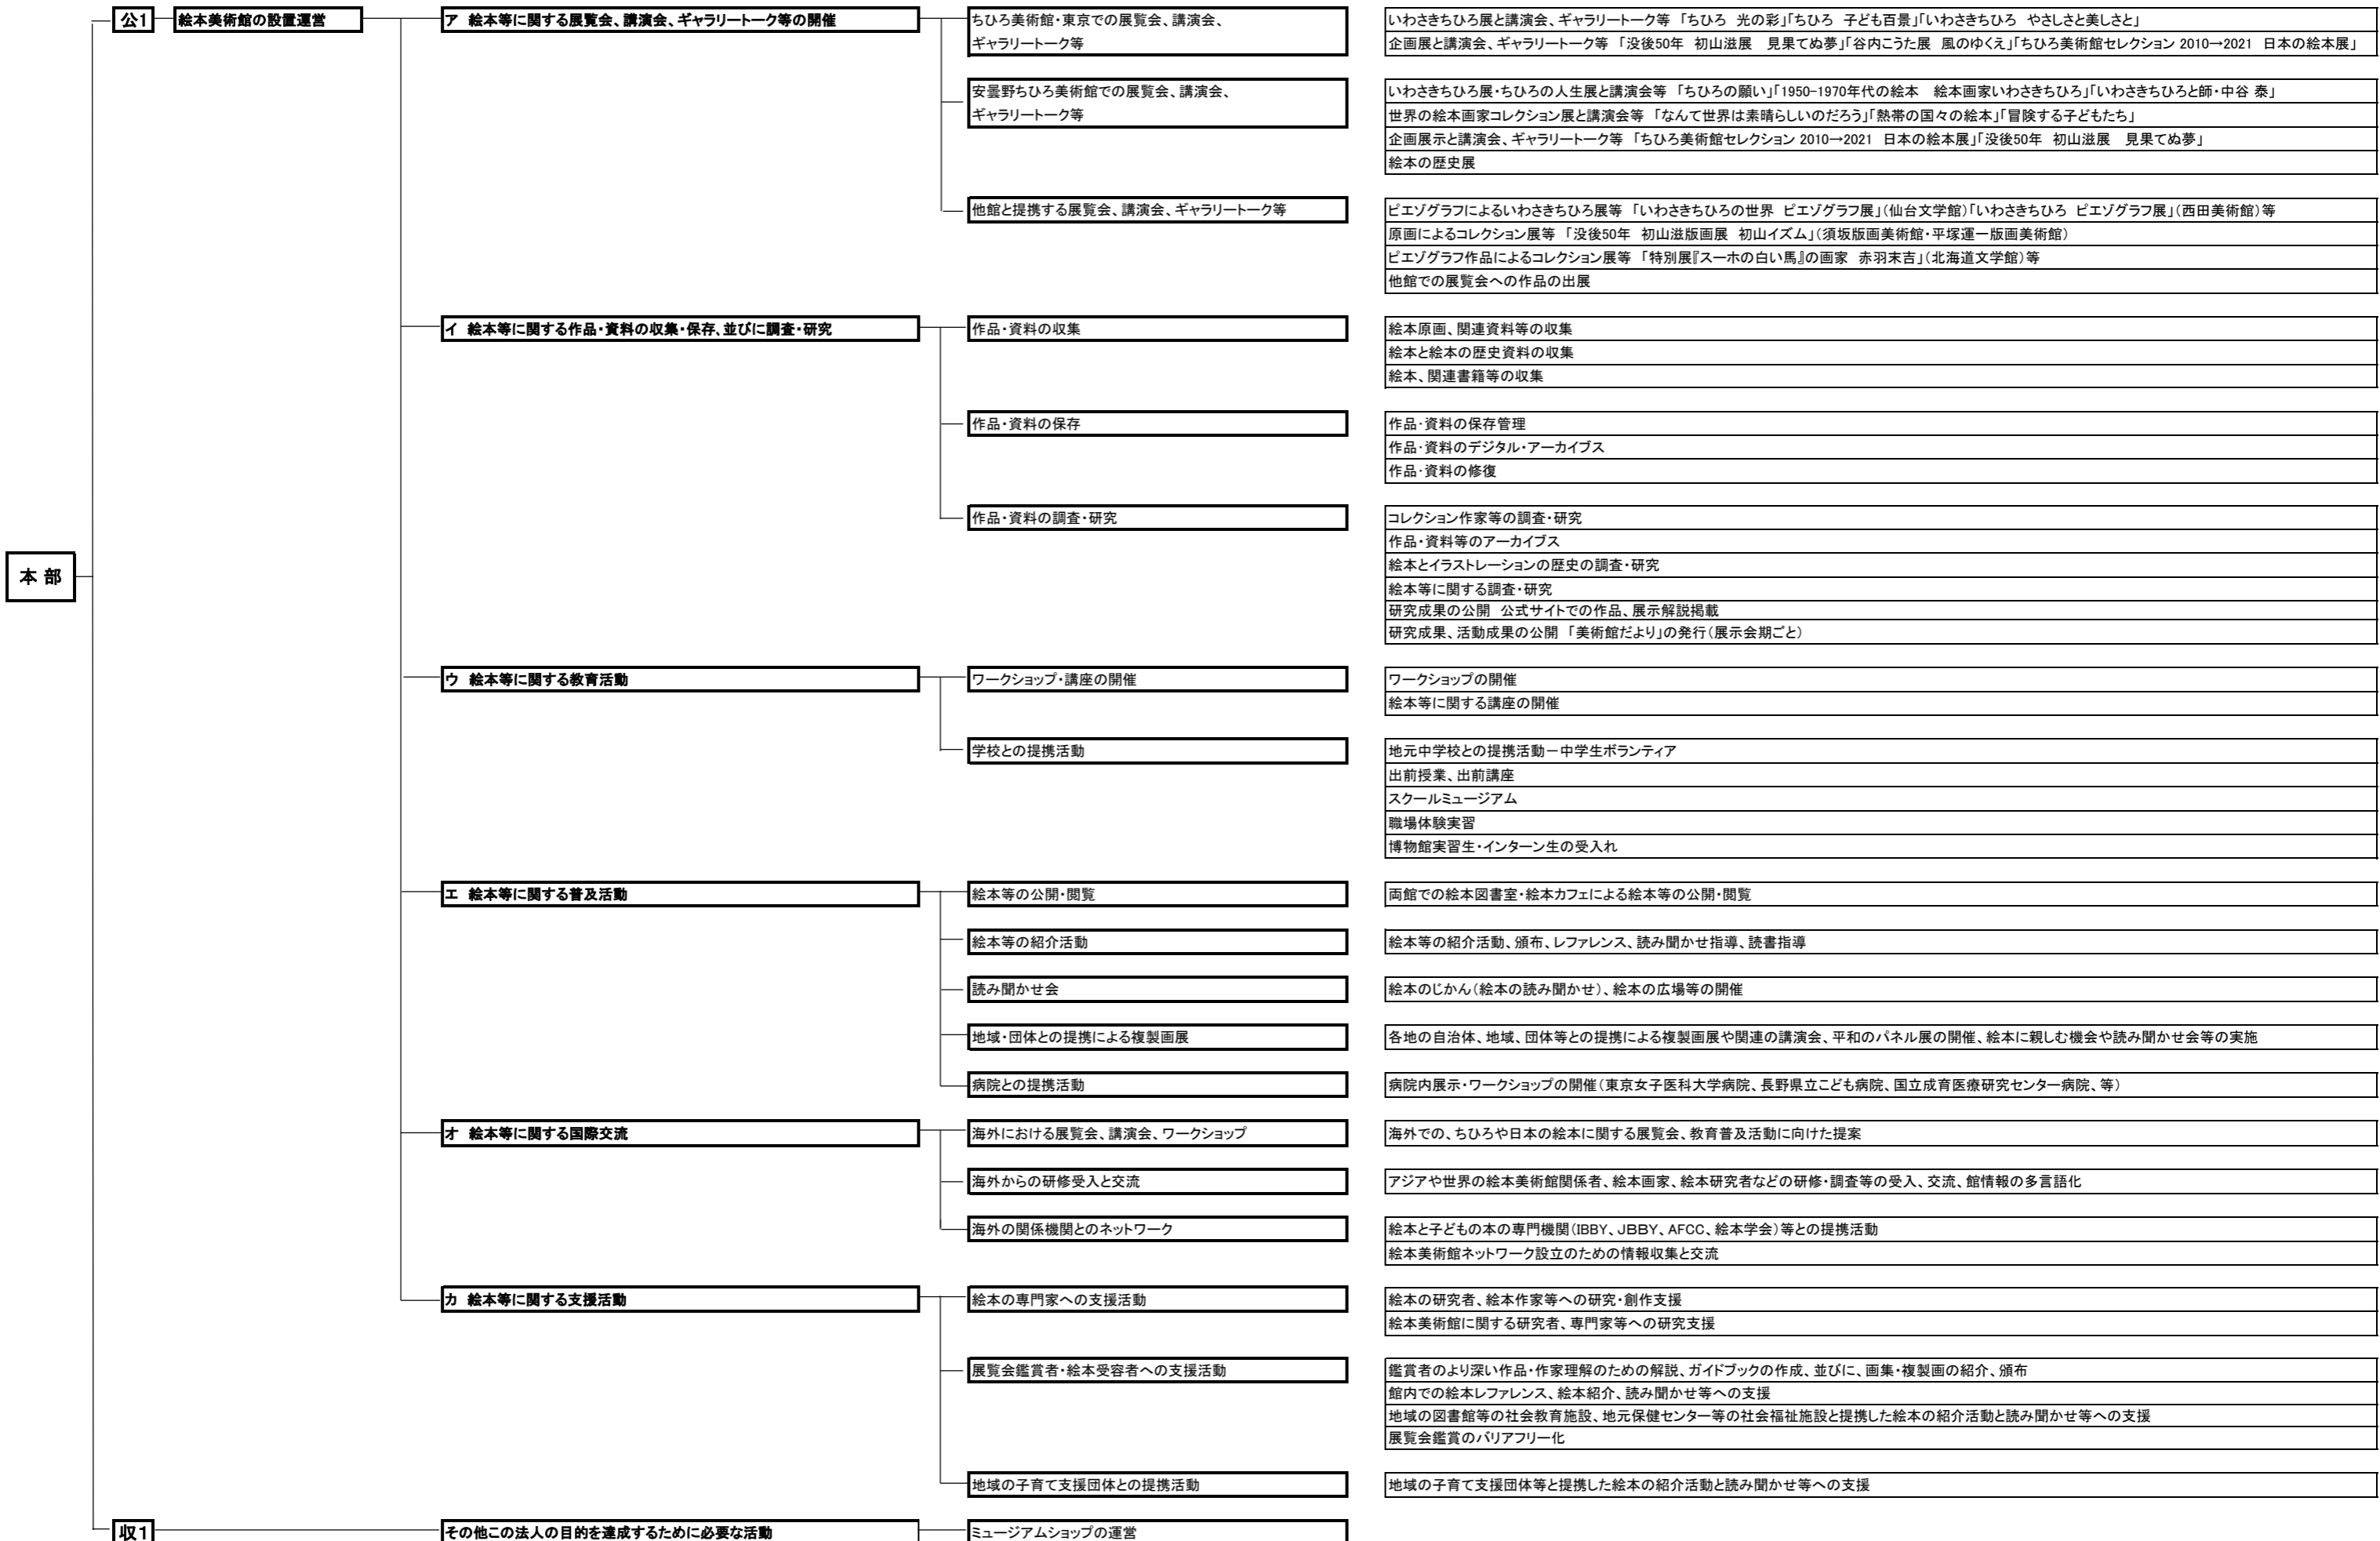 公1
絵本美術館の設置運営
ア 絵本等に関する展覧会、講演会、ギャラリートーク等の開催
ちひろ美術館・東京での展覧会、講演会、
ギャラリートーク等
いわさきちひろ展と講演会、ギャラリートーク等 「ちひろ 光の彩」「ちひろ 子ども百景」「いわさきちひろ やさしさと美しさと」
企画展と講演会、ギャラリートーク等 「没後50年 初山滋展 見果てぬ夢」「谷内こうた展 風のゆくえ」「ちひろ美術館セレクション 2010→2021 日本の絵本展」
安曇野ちひろ美術館での展覧会、講演会、
ギャラリートーク等
いわさきちひろ展・ちひろの人生展と講演会等 「ちひろの願い」「1950-1970年代の絵本 絵本画家いわさきちひろ」「いわさきちひろと師・中谷 泰」
世界の絵本画家コレクション展と講演会等 「なんて世界は素晴らしいのだろう」「熱帯の国々の絵本」「冒険する子どもたち」
企画展示と講演会、ギャラリートーク等 「ちひろ美術館セレクション 2010→2021 日本の絵本展」「没後50年 初山滋展 見果てぬ夢」
絵本の歴史展
他館と提携する展覧会、講演会、ギャラリートーク等
ピエゾグラフによるいわさきちひろ展等 「いわさきちひろの世界 ピエゾグラフ展」(仙台文学館)「いわさきちひろ ピエゾグラフ展」(西田美術館)等
原画によるコレクション展等 「没後50年 初山滋版画展 初山イズム」(須坂版画美術館・平塚運一版画美術館)
ピエゾグラフ作品によるコレクション展等 「特別展『スーホの白い馬』の画家 赤羽末吉」(北海道文学館)等
他館での展覧会への作品の出展
イ 絵本等に関する作品・資料の収集・保存、並びに調査・研究
作品・資料の収集
絵本原画、関連資料等の収集
絵本と絵本の歴史資料の収集
絵本、関連書籍等の収集
作品・資料の保存
作品・資料の保存管理
作品・資料のデジタル・アーカイブス
作品・資料の修復
作品・資料の調査・研究
コレクション作家等の調査・研究
作品・資料等のアーカイブス
絵本とイラストレーションの歴史の調査・研究
絵本等に関する調査・研究
研究成果の公開 公式サイトでの作品、展示解説掲載
研究成果、活動成果の公開 「美術館だより」の発行(展示会期ごと)
本 部
ウ 絵本等に関する教育活動
ワークショップ・講座の開催
ワークショップの開催
絵本等に関する講座の開催
学校との提携活動
地元中学校との提携活動－中学生ボランティア
出前授業、出前講座
スクールミュージアム
職場体験実習
博物館実習生・インターン生の受入れ
エ 絵本等に関する普及活動
絵本等の公開・閲覧
両館での絵本図書室・絵本カフェによる絵本等の公開・閲覧
絵本等の紹介活動
絵本等の紹介活動、頒布、レファレンス、読み聞かせ指導、読書指導
読み聞かせ会
絵本のじかん(絵本の読み聞かせ)、絵本の広場等の開催
地域・団体との提携による複製画展
各地の自治体、地域、団体等との提携による複製画展や関連の講演会、平和のパネル展の開催、絵本に親しむ機会や読み聞かせ会等の実施
病院との提携活動
病院内展示・ワークショップの開催(東京女子医科大学病院、長野県立こども病院、国立成育医療研究センター病院、等)
オ 絵本等に関する国際交流
海外における展覧会、講演会、ワークショップ
海外での、ちひろや日本の絵本に関する展覧会、教育普及活動に向けた提案
海外からの研修受入と交流
アジアや世界の絵本美術館関係者、絵本画家、絵本研究者などの研修・調査等の受入、交流、館情報の多言語化
海外の関係機関とのネットワーク
絵本と子どもの本の専門機関(IBBY、JBBY、AFCC、絵本学会)等との提携活動
絵本美術館ネットワーク設立のための情報収集と交流
カ 絵本等に関する支援活動
絵本の専門家への支援活動
絵本の研究者、絵本作家等への研究・創作支援
絵本美術館に関する研究者、専門家等への研究支援
展覧会鑑賞者・絵本受容者への支援活動
鑑賞者のより深い作品・作家理解のための解説、ガイドブックの作成、並びに、画集・複製画の紹介、頒布
館内での絵本レファレンス、絵本紹介、読み聞かせ等への支援
地域の図書館等の社会教育施設、地元保健センター等の社会福祉施設と提携した絵本の紹介活動と読み聞かせ等への支援
展覧会鑑賞のバリアフリー化
地域の子育て支援団体との提携活動
地域の子育て支援団体等と提携した絵本の紹介活動と読み聞かせ等への支援
収1
その他この法人の目的を達成するために必要な活動
ミュージアムショップの運営